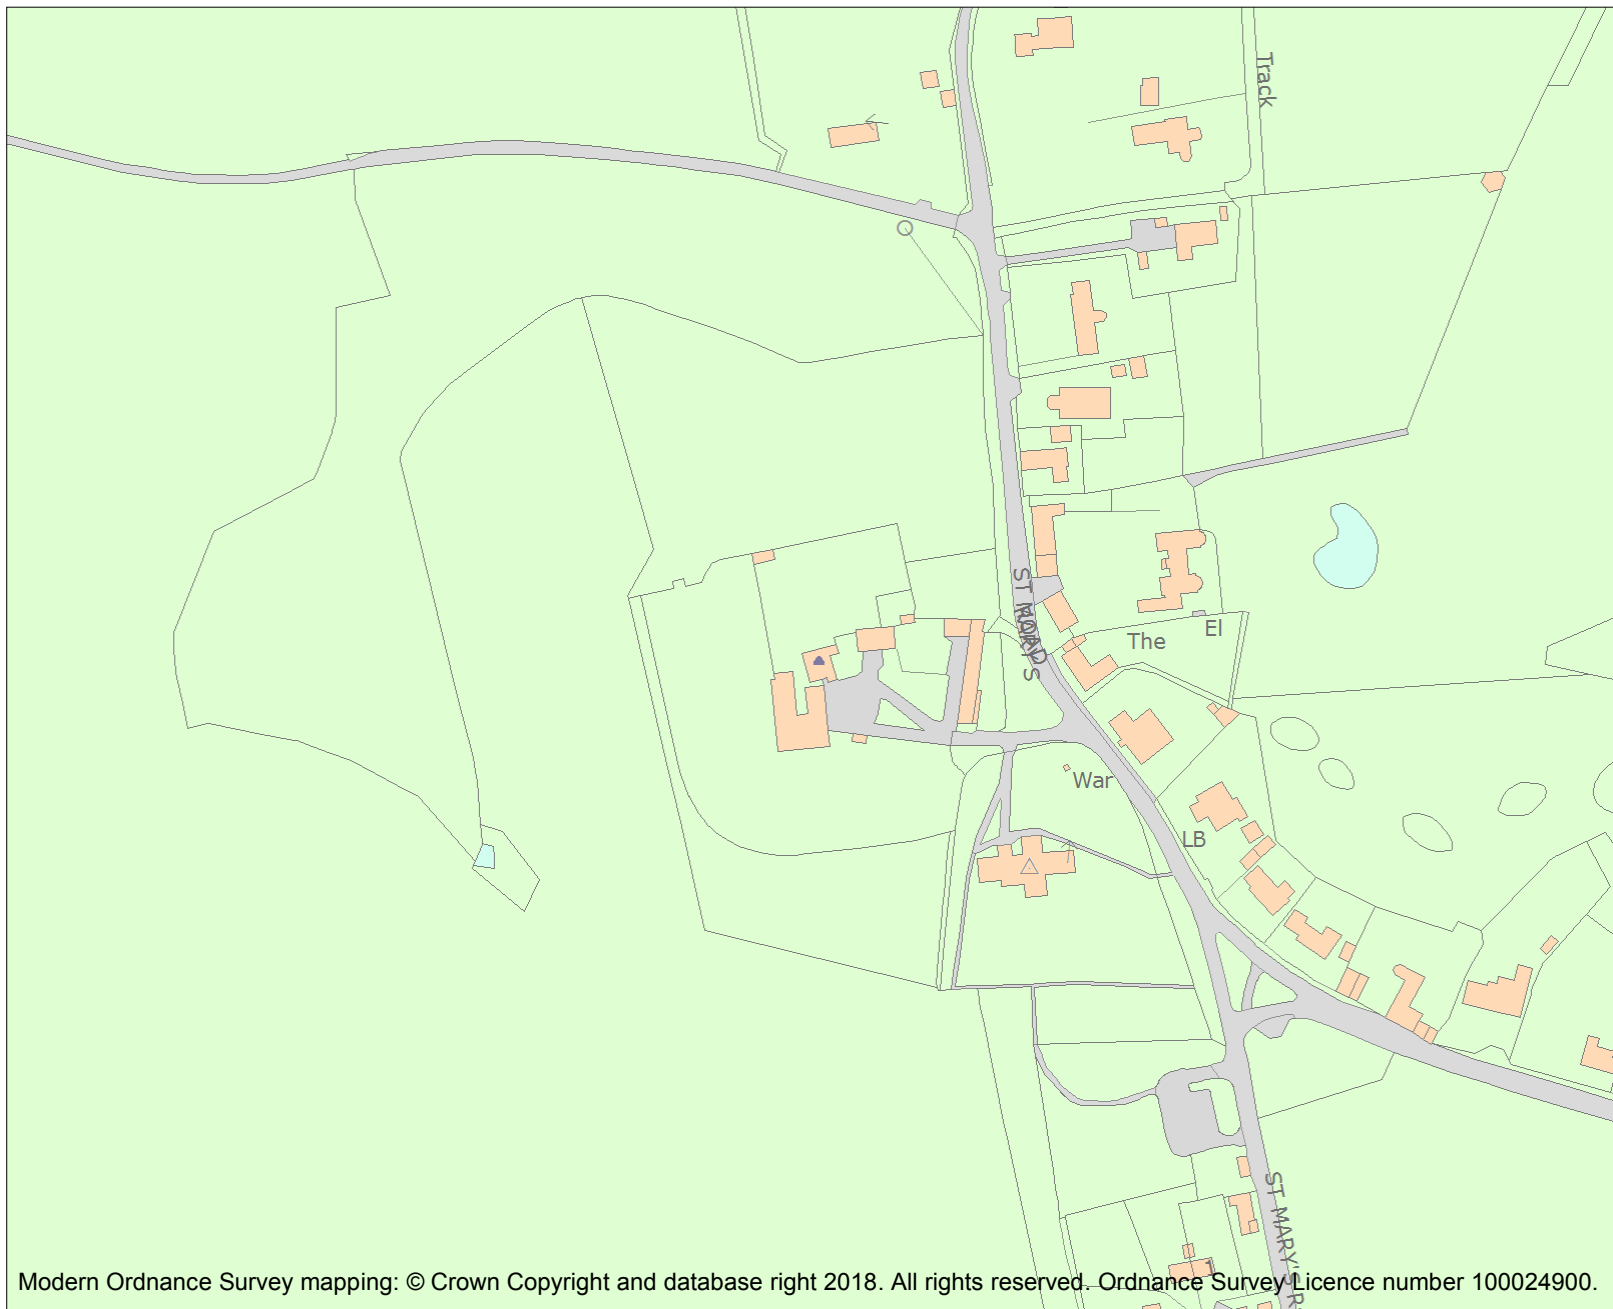 Track
ST MARY'S
ROAD
The
El
War
LB
ST MARY'S R
Modern Ordnance Survey mapping: © Crown Copyright and database right 2018. All rights reserved. Ordnance Survey Licence number 100024900.